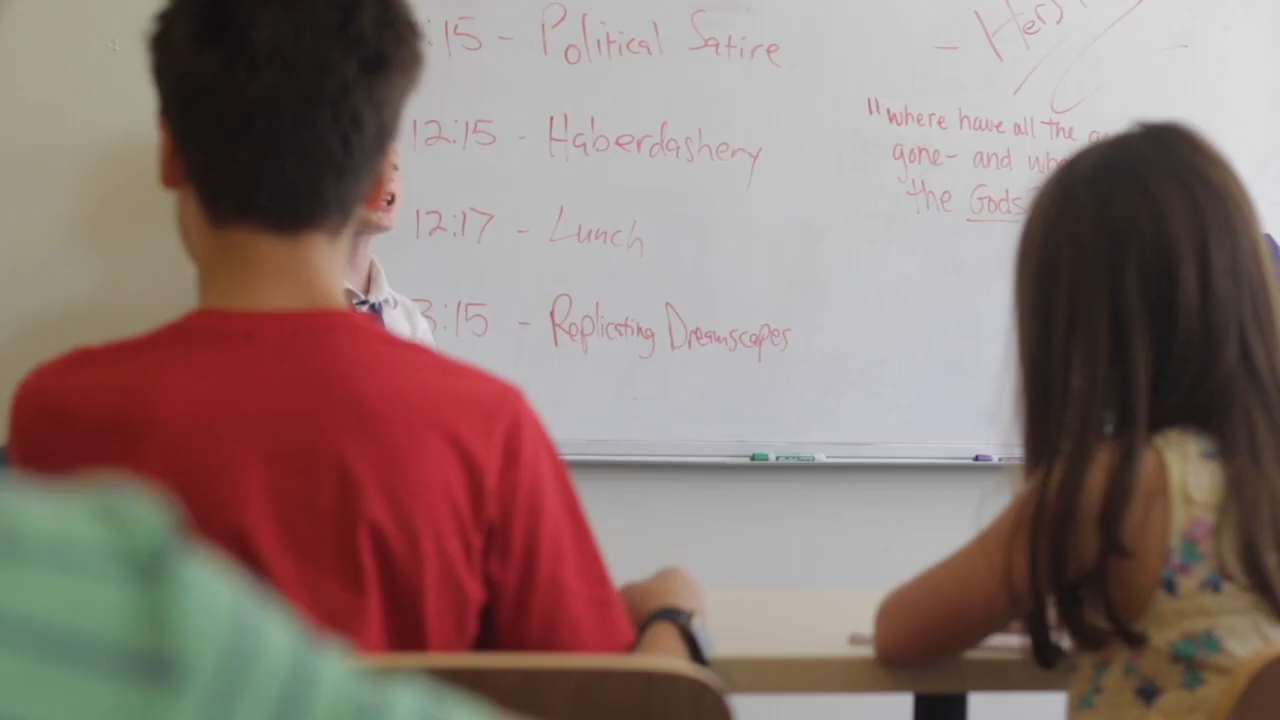 :15 - Political Satire
12:15 - Haberdashery
12:17 - Lunch
3:15 - Replicating Dreamscapes
"where have all the
gone- and
the Gods